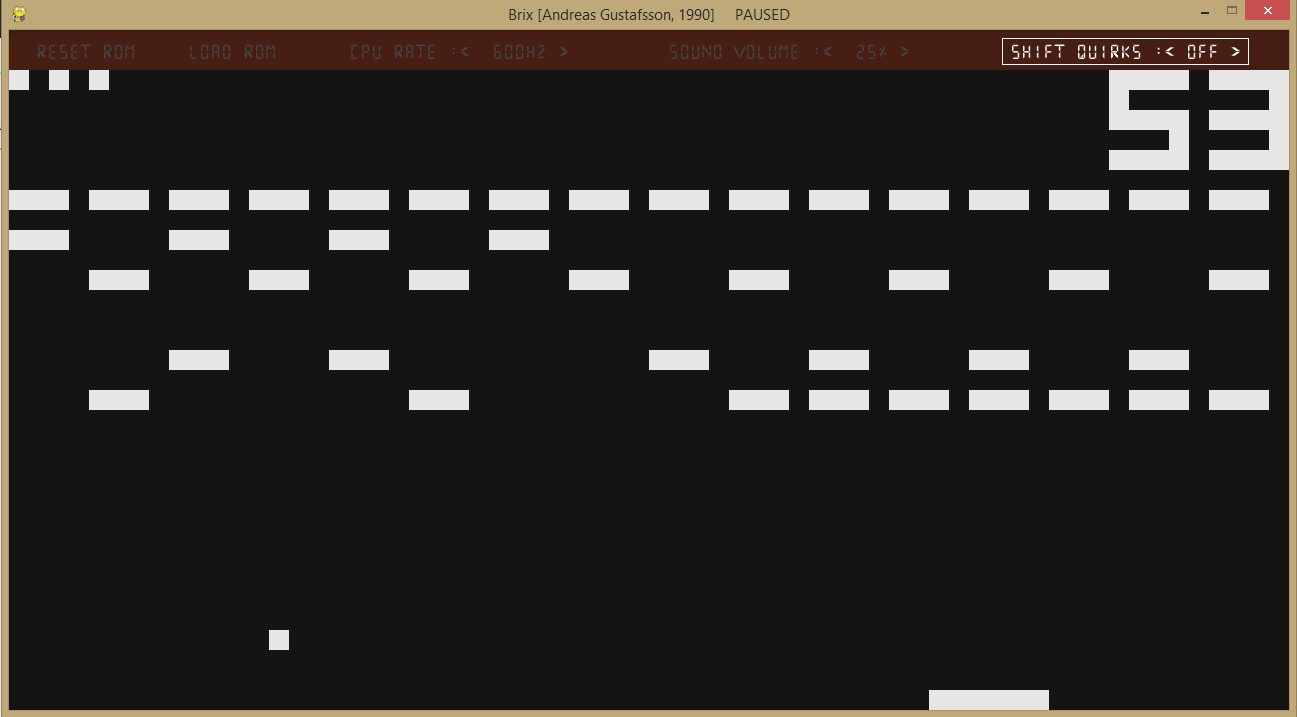 Brix [Andreas Gustafsson, 1990] PAUSED
RESET ROM LOAD ROM CPU RATE :< 600HZ > SOUND VOLUME :< 25% > SHIFT QUIRKS :< OFF >
53